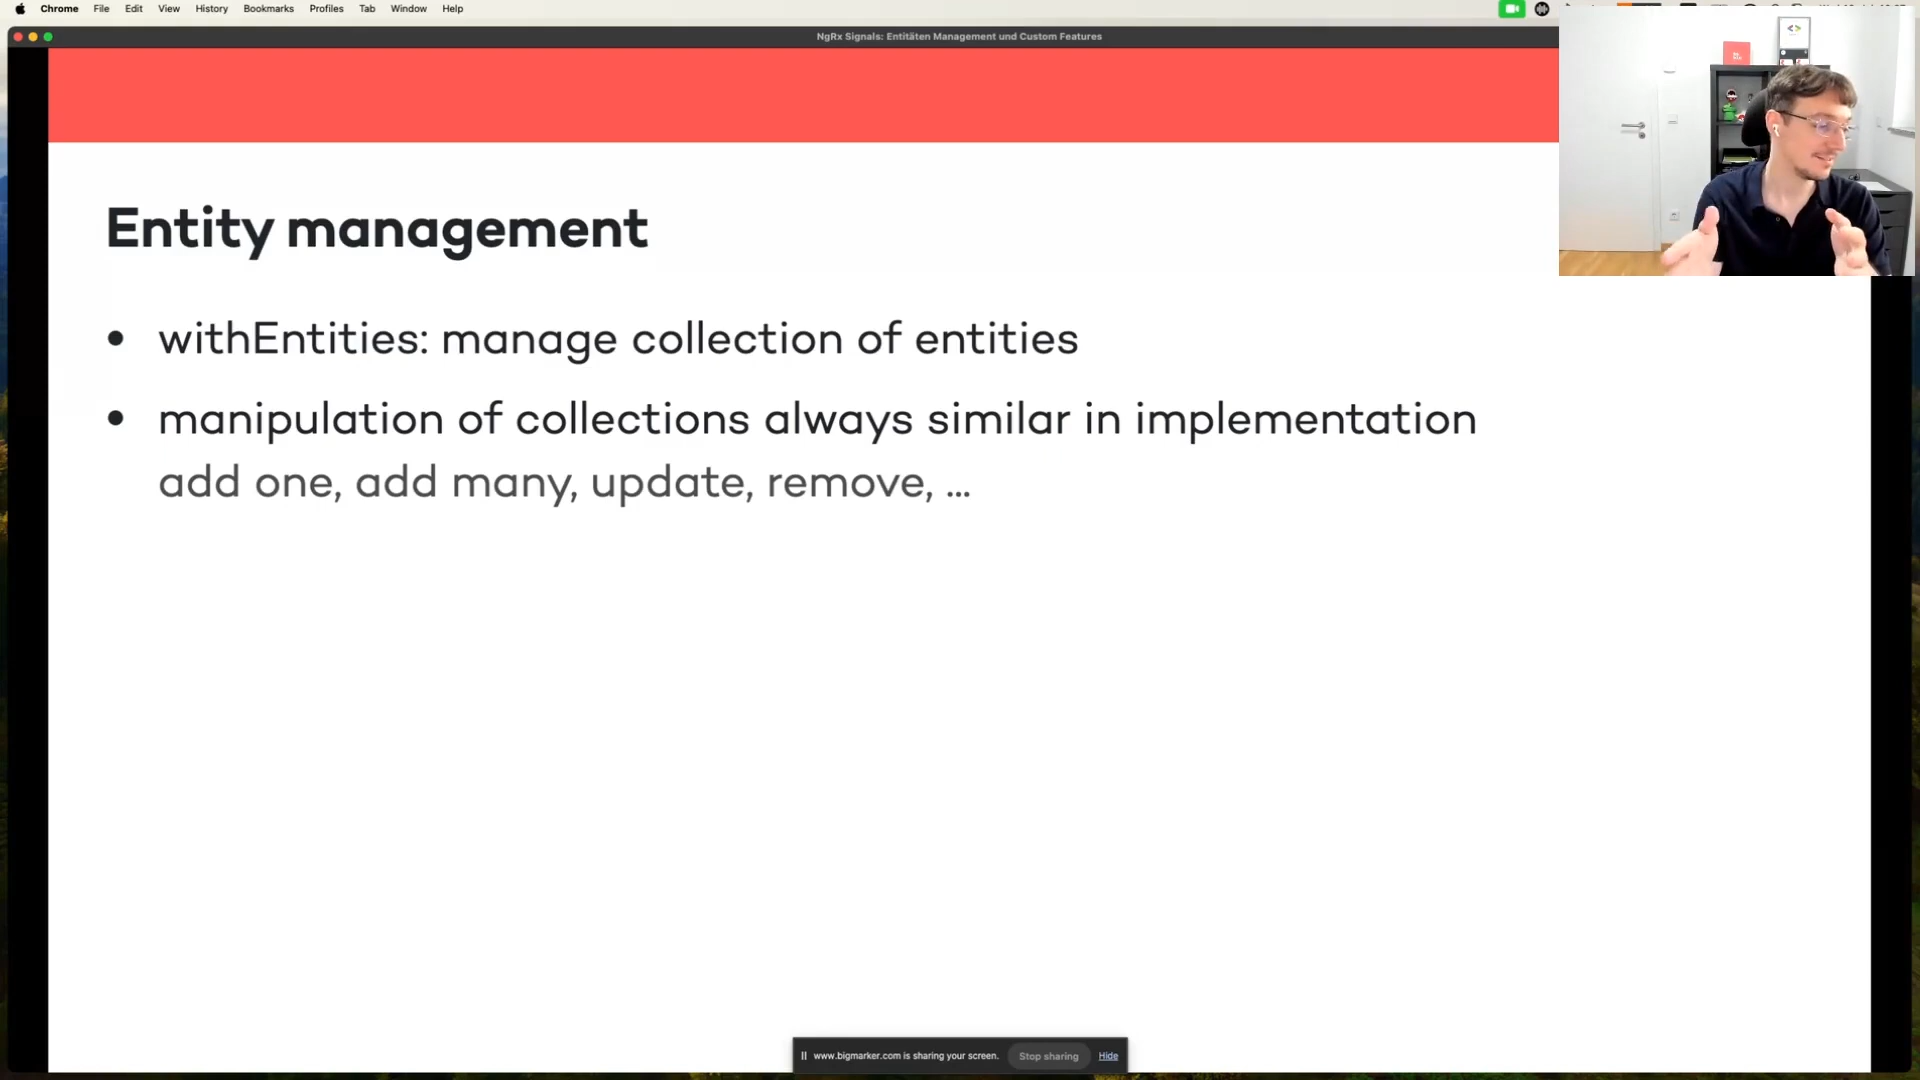 Chrome File Edit View History Bookmarks Profiles Tab Window Help
NgRx Signals: Entitäten Management und Custom Features
Entity management
• withEntities: manage collection of entities
• manipulation of collections always similar in implementation
add one, add many, update, remove, ...
www.bigmarker.com is sharing your screen. Stop sharing Hide